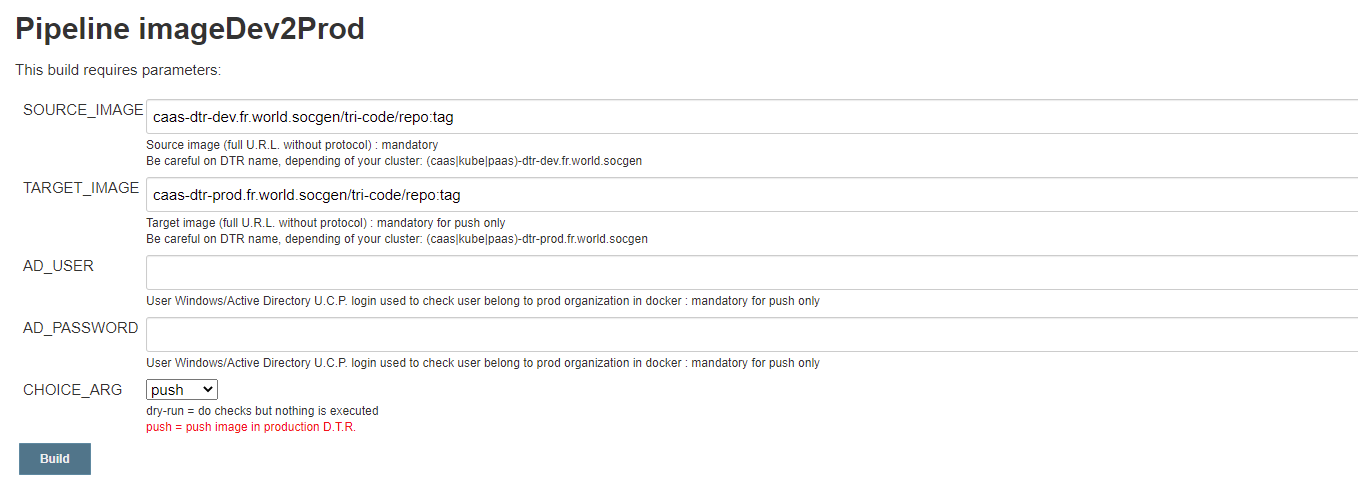 Pipeline imageDev2Prod
This build requires parameters:
SOURCE_IMAGE
caas-dtr-dev.fr.world.socgen/tri-code/repo:tag
Source image (full U.R.L. without protocol) : mandatory
Be careful on DTR name, depending of your cluster: (caas|kube|paas)-dtr-dev.fr.world.socgen
TARGET_IMAGE
caas-dtr-prod.fr.world.socgen/tri-code/repo:tag
Target image (full U.R.L. without protocol) : mandatory for push only
Be careful on DTR name, depending of your cluster: (caas|kube|paas)-dtr-prod.fr.world.socgen
AD_USER
User Windows/Active Directory U.C.P. login used to check user belong to prod organization in docker : mandatory for push only
AD_PASSWORD
User Windows/Active Directory U.C.P. login used to check user belong to prod organization in docker : mandatory for push only
CHOICE_ARG
push
dry-run = do checks but nothing is executed
push = push image in production D.T.R.
Build